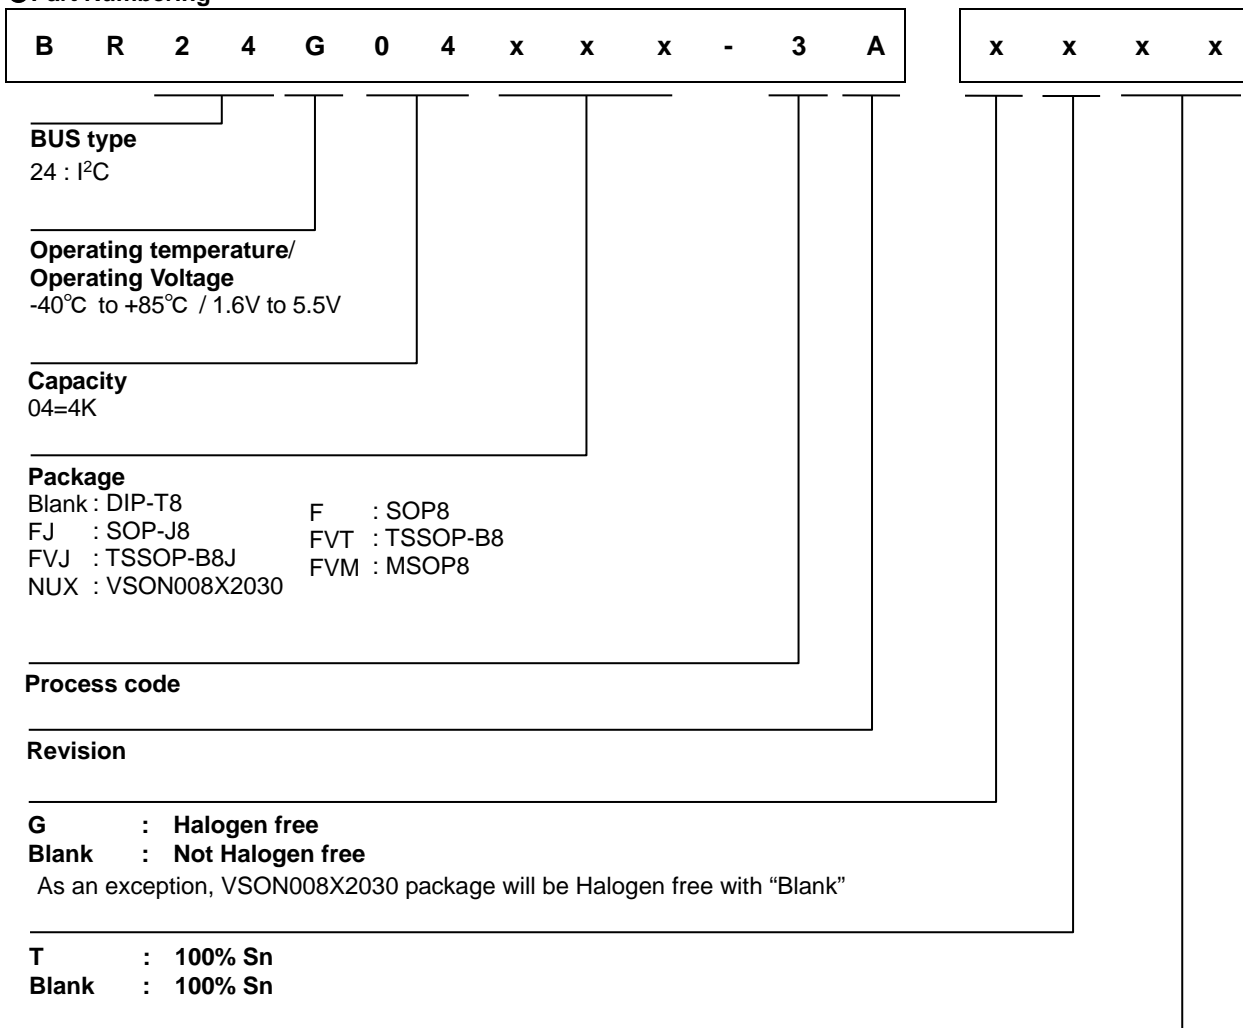 B R 2 4 G 0 4 x x x - 3 A x x x x
BUS type
24 : I²C
Operating temperature/
Operating Voltage
-40℃ to +85℃ / 1.6V to 5.5V
Capacity
04=4K
Package
Blank : DIP-T8
FJ : SOP-J8
FVJ : TSSOP-B8J
NUX : VSON008X2030
F : SOP8
FVT : TSSOP-B8
FVM : MSOP8
Process code
Revision
G : Halogen free
Blank : Not Halogen free
As an exception, VSON008X2030 package will be Halogen free with “Blank”
T : 100% Sn
Blank : 100% Sn